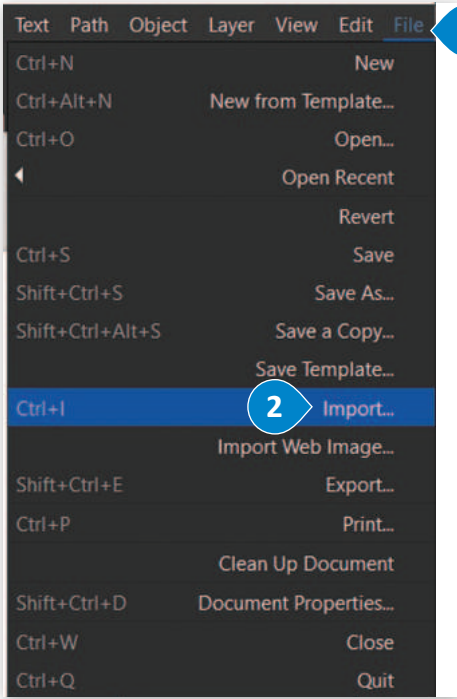 Text Path Object Layer View Edit File
Ctrl+N New
Ctrl+Alt+N New from Template...
Ctrl+O Open...
Open Recent
Revert
Ctrl+S Save
Shift+Ctrl+S Save As...
Shift+Ctrl+Alt+S Save a Copy...
Save Template...
Ctrl+I 2 Import...
Import Web Image...
Shift+Ctrl+E Export...
Ctrl+P Print...
Clean Up Document
Shift+Ctrl+D Document Properties...
Ctrl+W Close
Ctrl+Q Quit